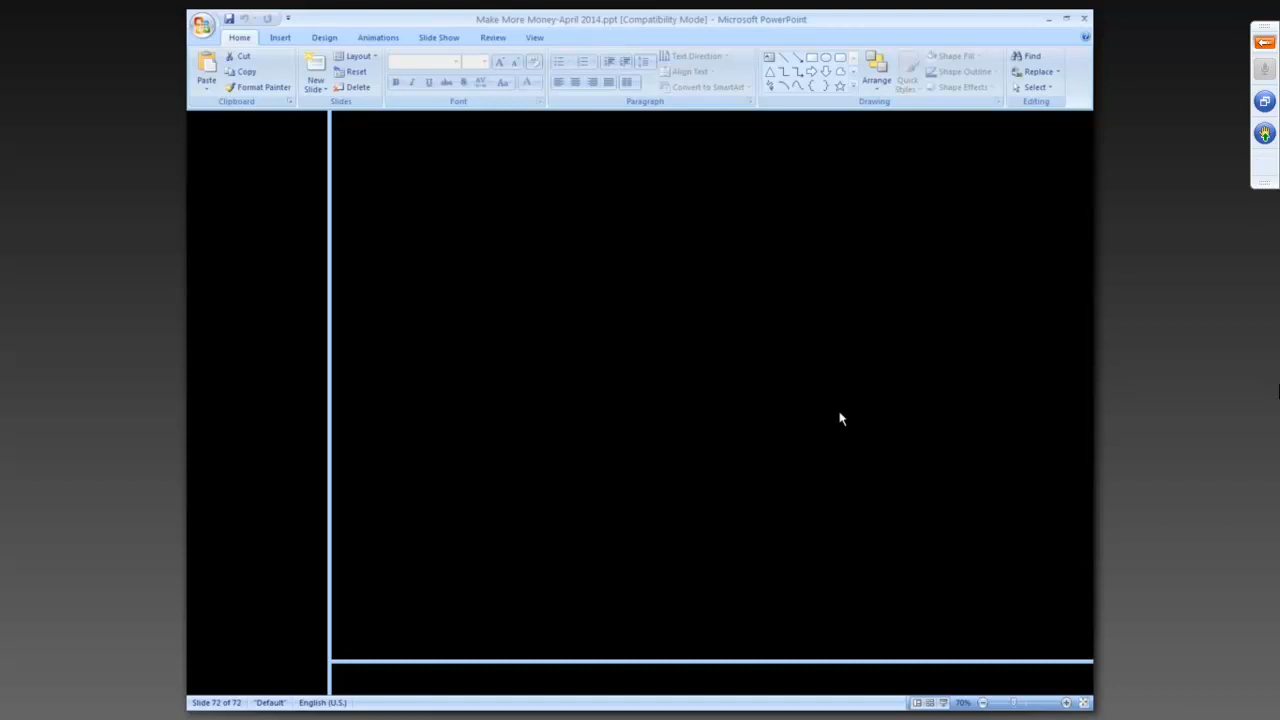 Make More Money-April 2014.ppt [Compatibility Mode] - Microsoft PowerPoint
Home Insert Design Animations Slide Show Review View
Paste
Cut
Copy
Format Painter
Clipboard
New
Slide
Layout
Reset
Delete
Slides
B I U abc S AV Aa A
Font
Text Direction
Align Text
Convert to SmartArt
Paragraph
Arrange
Quick
Styles
Shape Fill
Shape Outline
Shape Effects
Drawing
Find
Replace
Select
Editing
Slide 72 of 72 "Default" English (U.S.) 70%